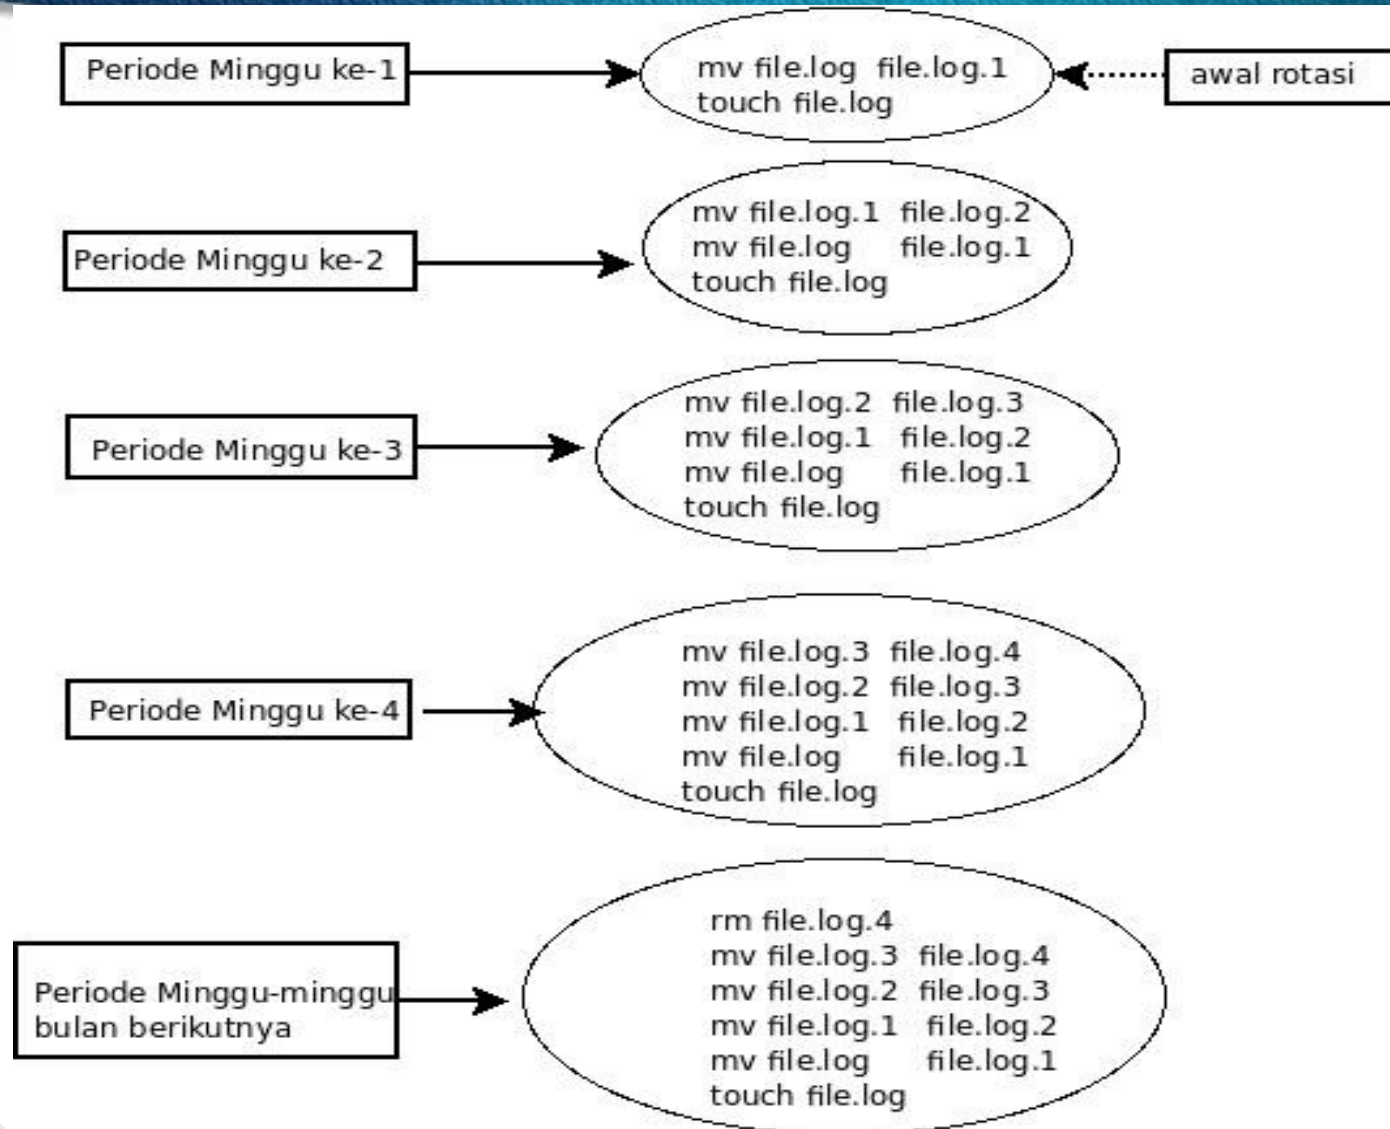 Periode Minggu ke-1
mv file.log file.log.1
touch file.log
awal rotasi
Periode Minggu ke-2
mv file.log.1 file.log.2
mv file.log file.log.1
touch file.log
Periode Minggu ke-3
mv file.log.2 file.log.3
mv file.log.1 file.log.2
mv file.log file.log.1
touch file.log
Periode Minggu ke-4
mv file.log.3 file.log.4
mv file.log.2 file.log.3
mv file.log.1 file.log.2
mv file.log file.log.1
touch file.log
Periode Minggu-minggu
bulan berikutnya
rm file.log.4
mv file.log.3 file.log.4
mv file.log.2 file.log.3
mv file.log.1 file.log.2
mv file.log file.log.1
touch file.log